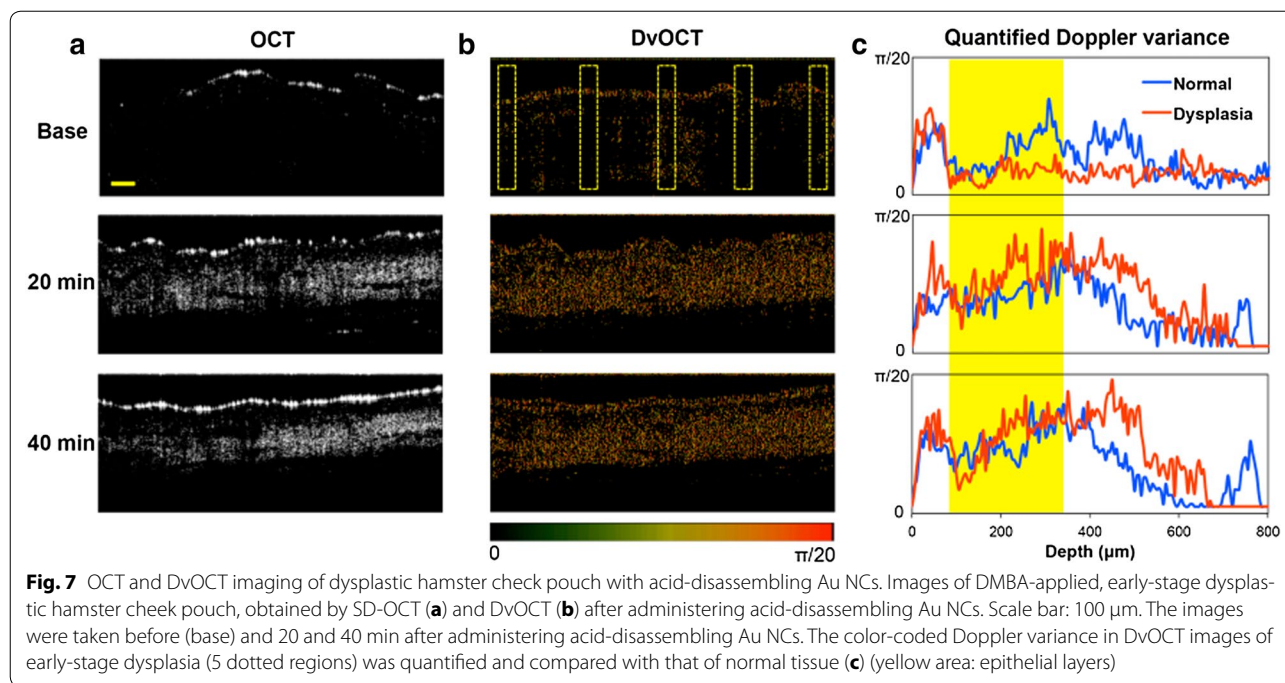 a OCT
b DvOCT
c Quantified Doppler variance
Base
20 min
40 min
π/20
0
Normal
Dysplasia
π/20
0
π/20
0
0 200 400 600 800
Depth (µm)
0 π/20
Fig. 7 OCT and DvOCT imaging of dysplastic hamster check pouch with acid-disassembling Au NCs. Images of DMBA-applied, early-stage dysplas-
tic hamster cheek pouch, obtained by SD-OCT (a) and DvOCT (b) after administering acid-disassembling Au NCs. Scale bar: 100 µm. The images
were taken before (base) and 20 and 40 min after administering acid-disassembling Au NCs. The color-coded Doppler variance in DvOCT images of
early-stage dysplasia (5 dotted regions) was quantified and compared with that of normal tissue (c) (yellow area: epithelial layers)